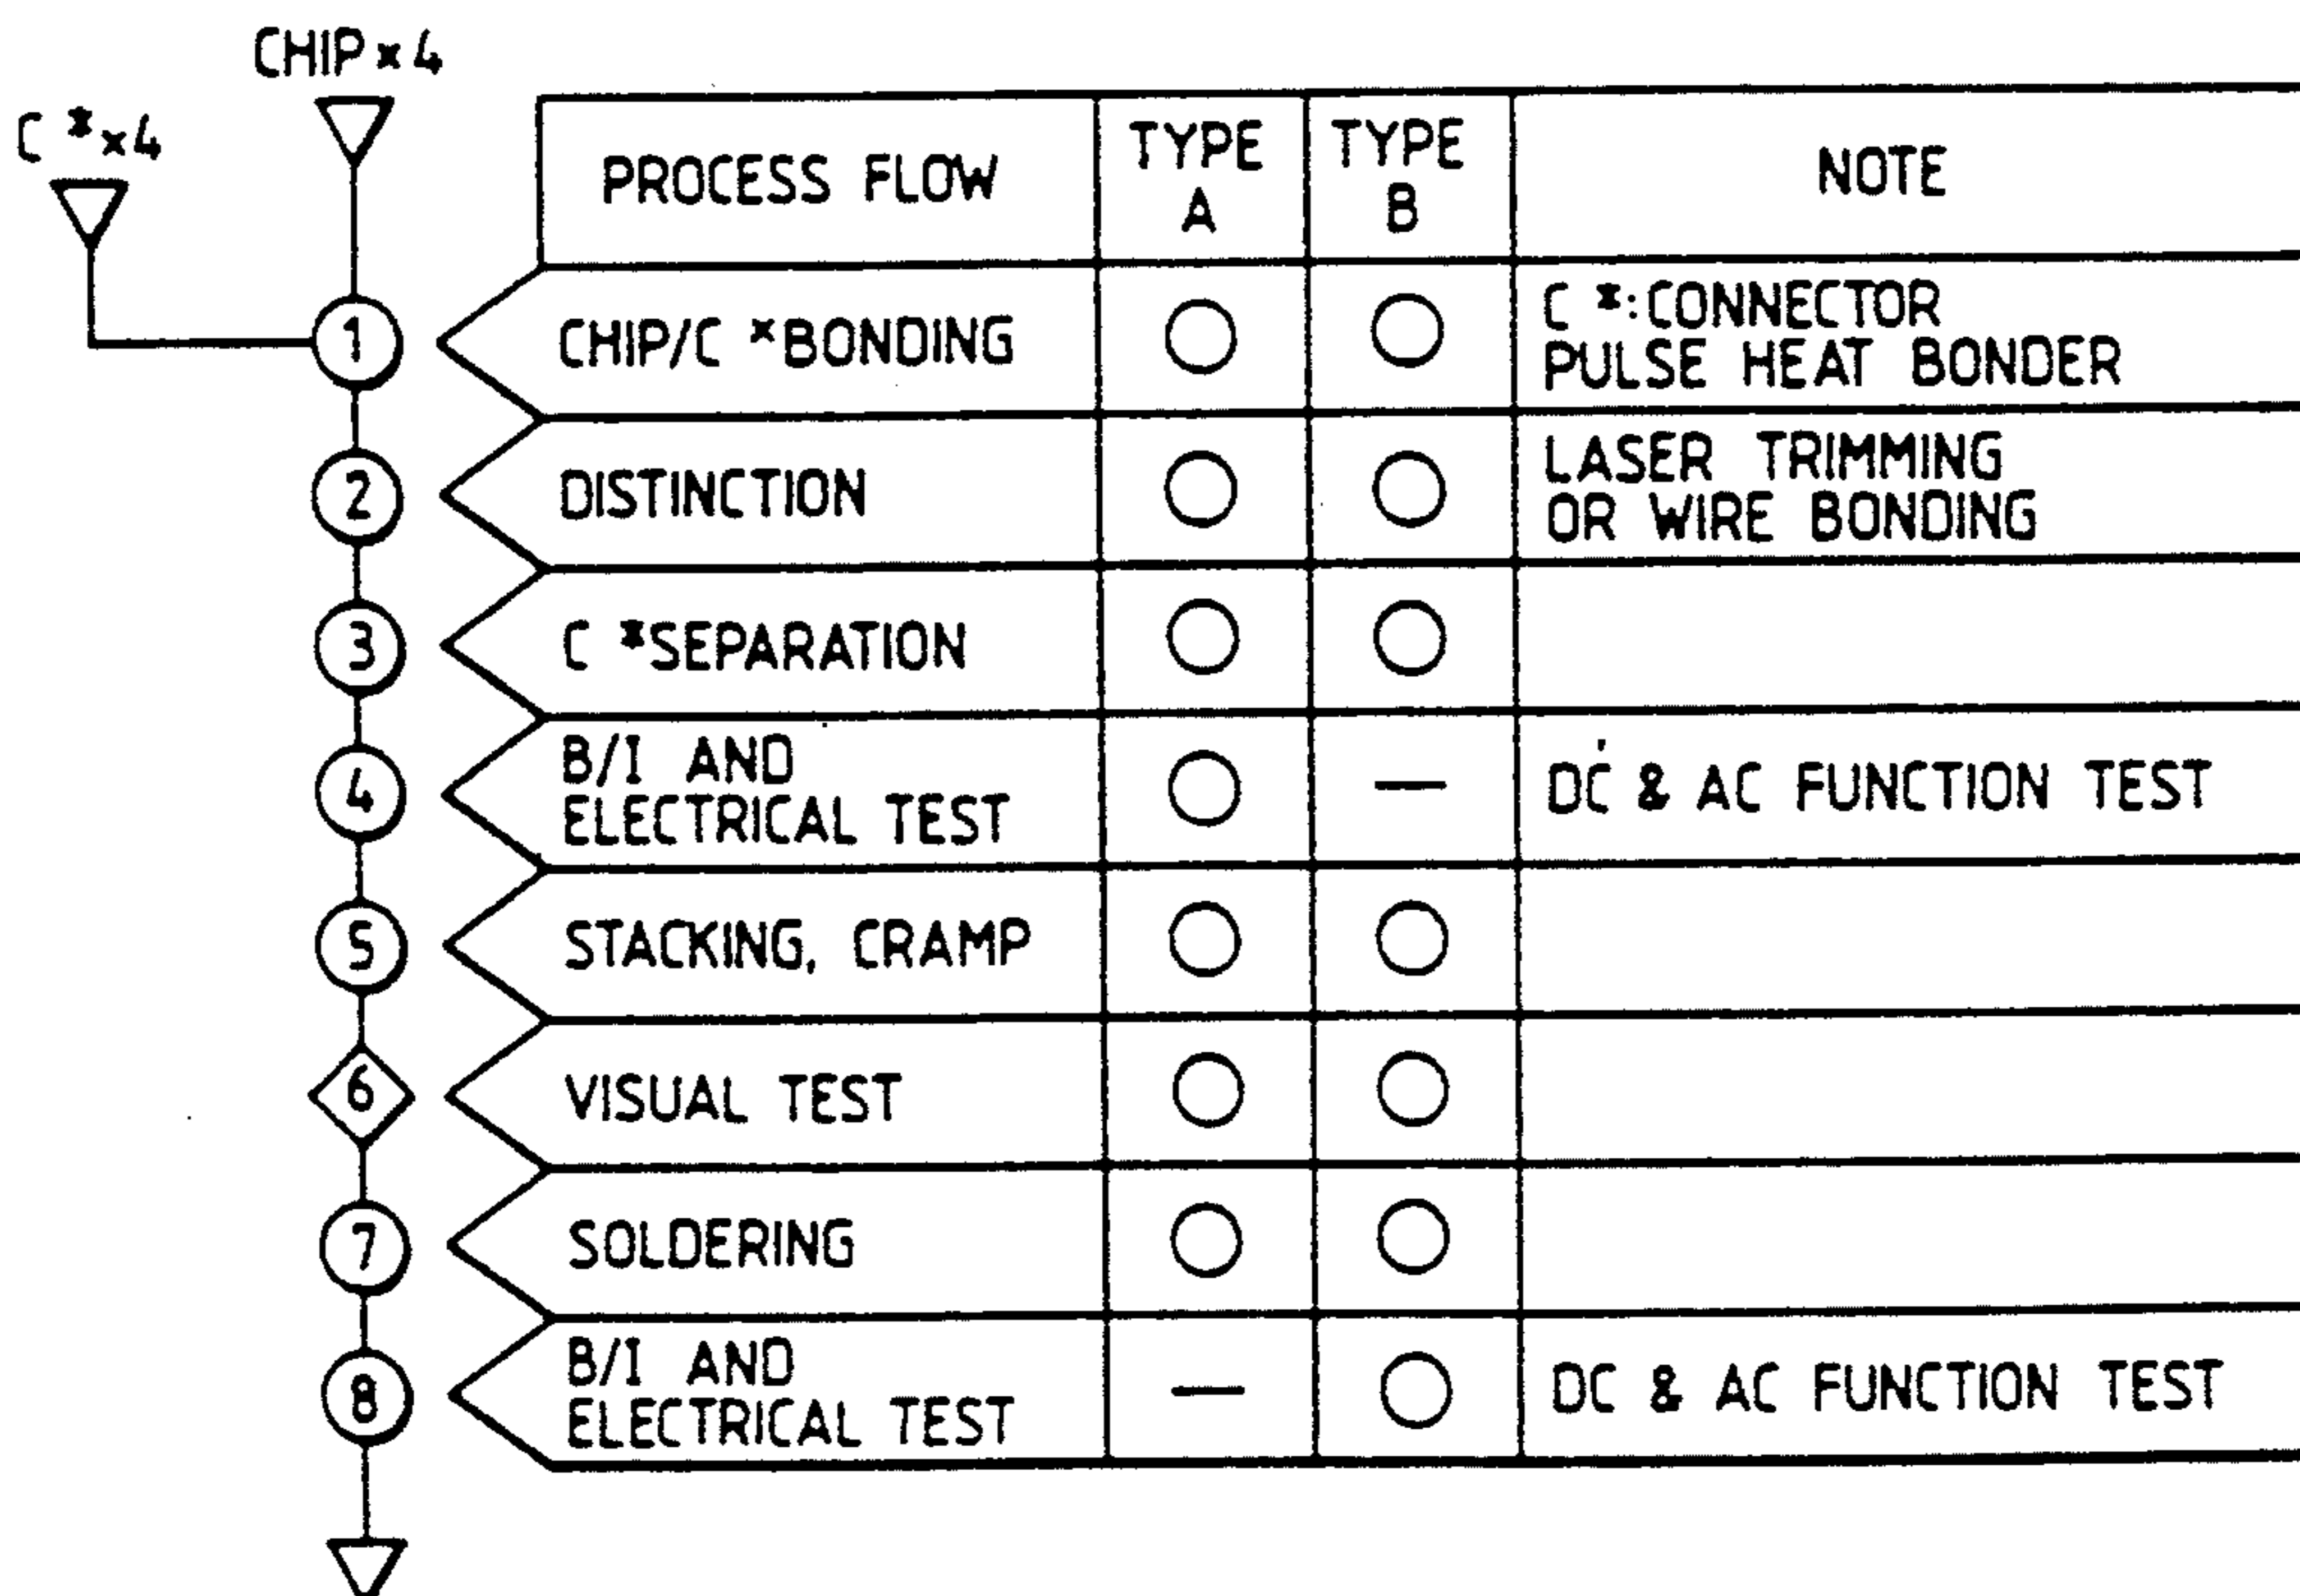 CHIP×4
C *×4
PROCESS FLOW
TYPE
A
TYPE
B
NOTE
1
CHIP/C *BONDING
C *:CONNECTOR
PULSE HEAT BONDER
2
DISTINCTION
LASER TRIMMING
OR WIRE BONDING
3
C *SEPARATION
4
B/I AND
ELECTRICAL TEST
DC & AC FUNCTION TEST
5
STACKING, CRAMP
6
VISUAL TEST
7
SOLDERING
8
B/I AND
ELECTRICAL TEST
DC & AC FUNCTION TEST